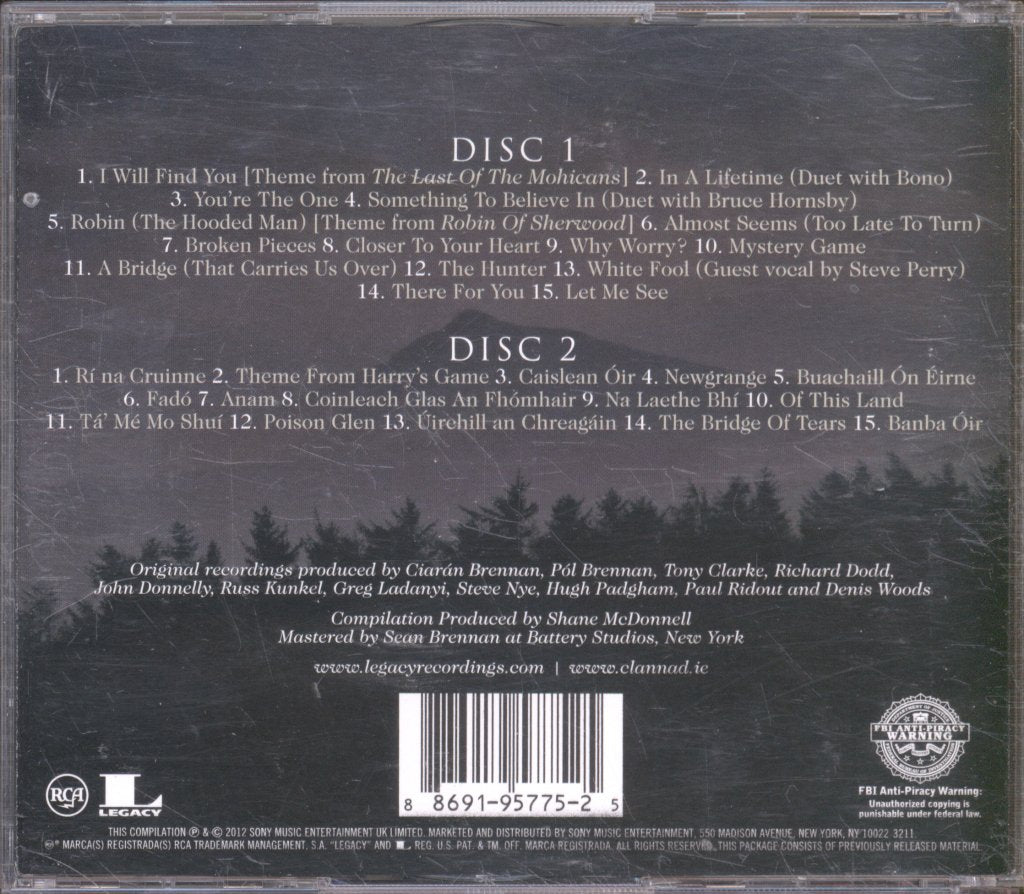 DISC 1
1. I Will Find You [Theme from The Last Of The Mohicans] 2. In A Lifetime (Duet with Bono)
3. You're The One 4. Something To Believe In (Duet with Bruce Hornsby)
5. Robin (The Hooded Man) [Theme from Robin Of Sherwood] 6. Almost Seems (Too Late To Turn)
7. Broken Pieces 8. Closer To Your Heart 9. Why Worry? 10. Mystery Game
11. A Bridge (That Carries Us Over) 12. The Hunter 13. White Fool (Guest vocal by Steve Perry)
14. There For You 15. Let Me See
DISC 2
1. Rí na Cruinne 2. Theme From Harry's Game 3. Caislean Óir 4. Newgrange 5. Buachaill Ón Éirne
6. Fadó 7. Anam 8. Coinleach Glas An Fhómhair 9. Na Laethe Bhí 10. Of This Land
11. Tá' Mé Mo Shuí 12. Poison Glen 13. Úirchill an Chreagáin 14. The Bridge Of Tears 15. Banba Óir
Original recordings produced by Ciarán Brennan, Pól Brennan, Tony Clarke, Richard Dodd,
John Donnelly, Russ Kunkel, Greg Ladanyi, Steve Nye, Hugh Padgham, Paul Ridout and Denis Woods
Compilation Produced by Shane McDonnell
Mastered by Sean Brennan at Battery Studios, New York
www.legacyrecordings.com | www.clannad.ie
8 86919-5775-2 5
RCA
L
LEGACY
DEPARTMENT OF JUSTICE
FBI ANTI-PIRACY
WARNING
FEDERAL BUREAU OF INVESTIGATION
FBI Anti-Piracy Warning:
Unauthorized copying is
punishable under federal law.
THIS COMPILATION ℗ & © 2012 SONY MUSIC ENTERTAINMENT UK LIMITED. MARKETED AND DISTRIBUTED BY SONY MUSIC ENTERTAINMENT, 550 MADISON AVENUE, NEW YORK, NY 10022 3211.
® MARCA(S) REGISTRADA(S) RCA TRADEMARK MANAGEMENT. S.A. "LEGACY" AND L REG. U.S. PAT. & TM. OFF. MARCA REGISTRADA. ALL RIGHTS RESERVED. THIS PACKAGE CONSISTS OF PREVIOUSLY RELEASED MATERIAL.